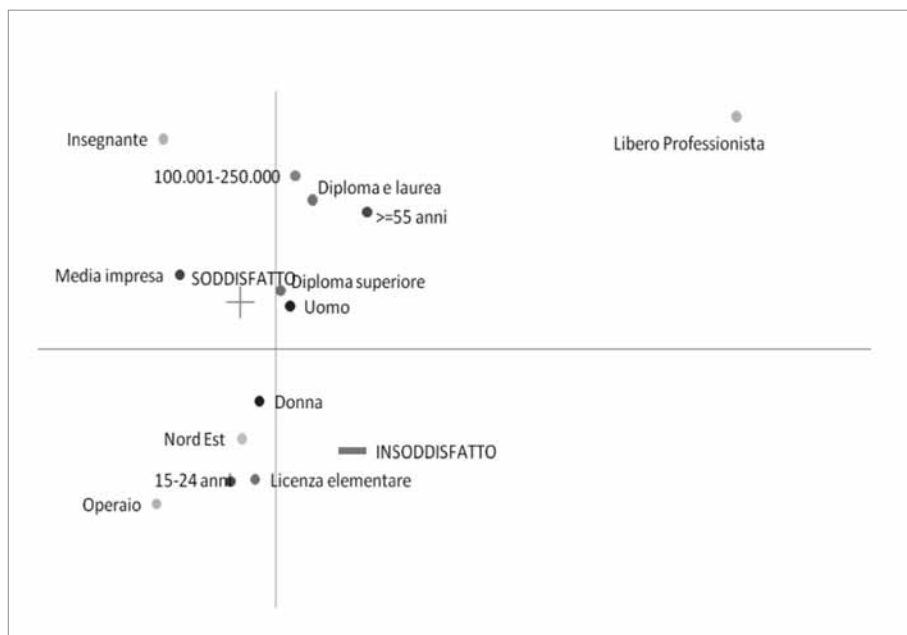 Insegnante
Libero Professionista
100.001-250.000
Diploma e laurea
>=55 anni
Media impresa
SODDISFATTO
Diploma superiore
Uomo
Donna
Nord Est
INSODDISFATTO
15-24 anni
Licenza elementare
Operaio